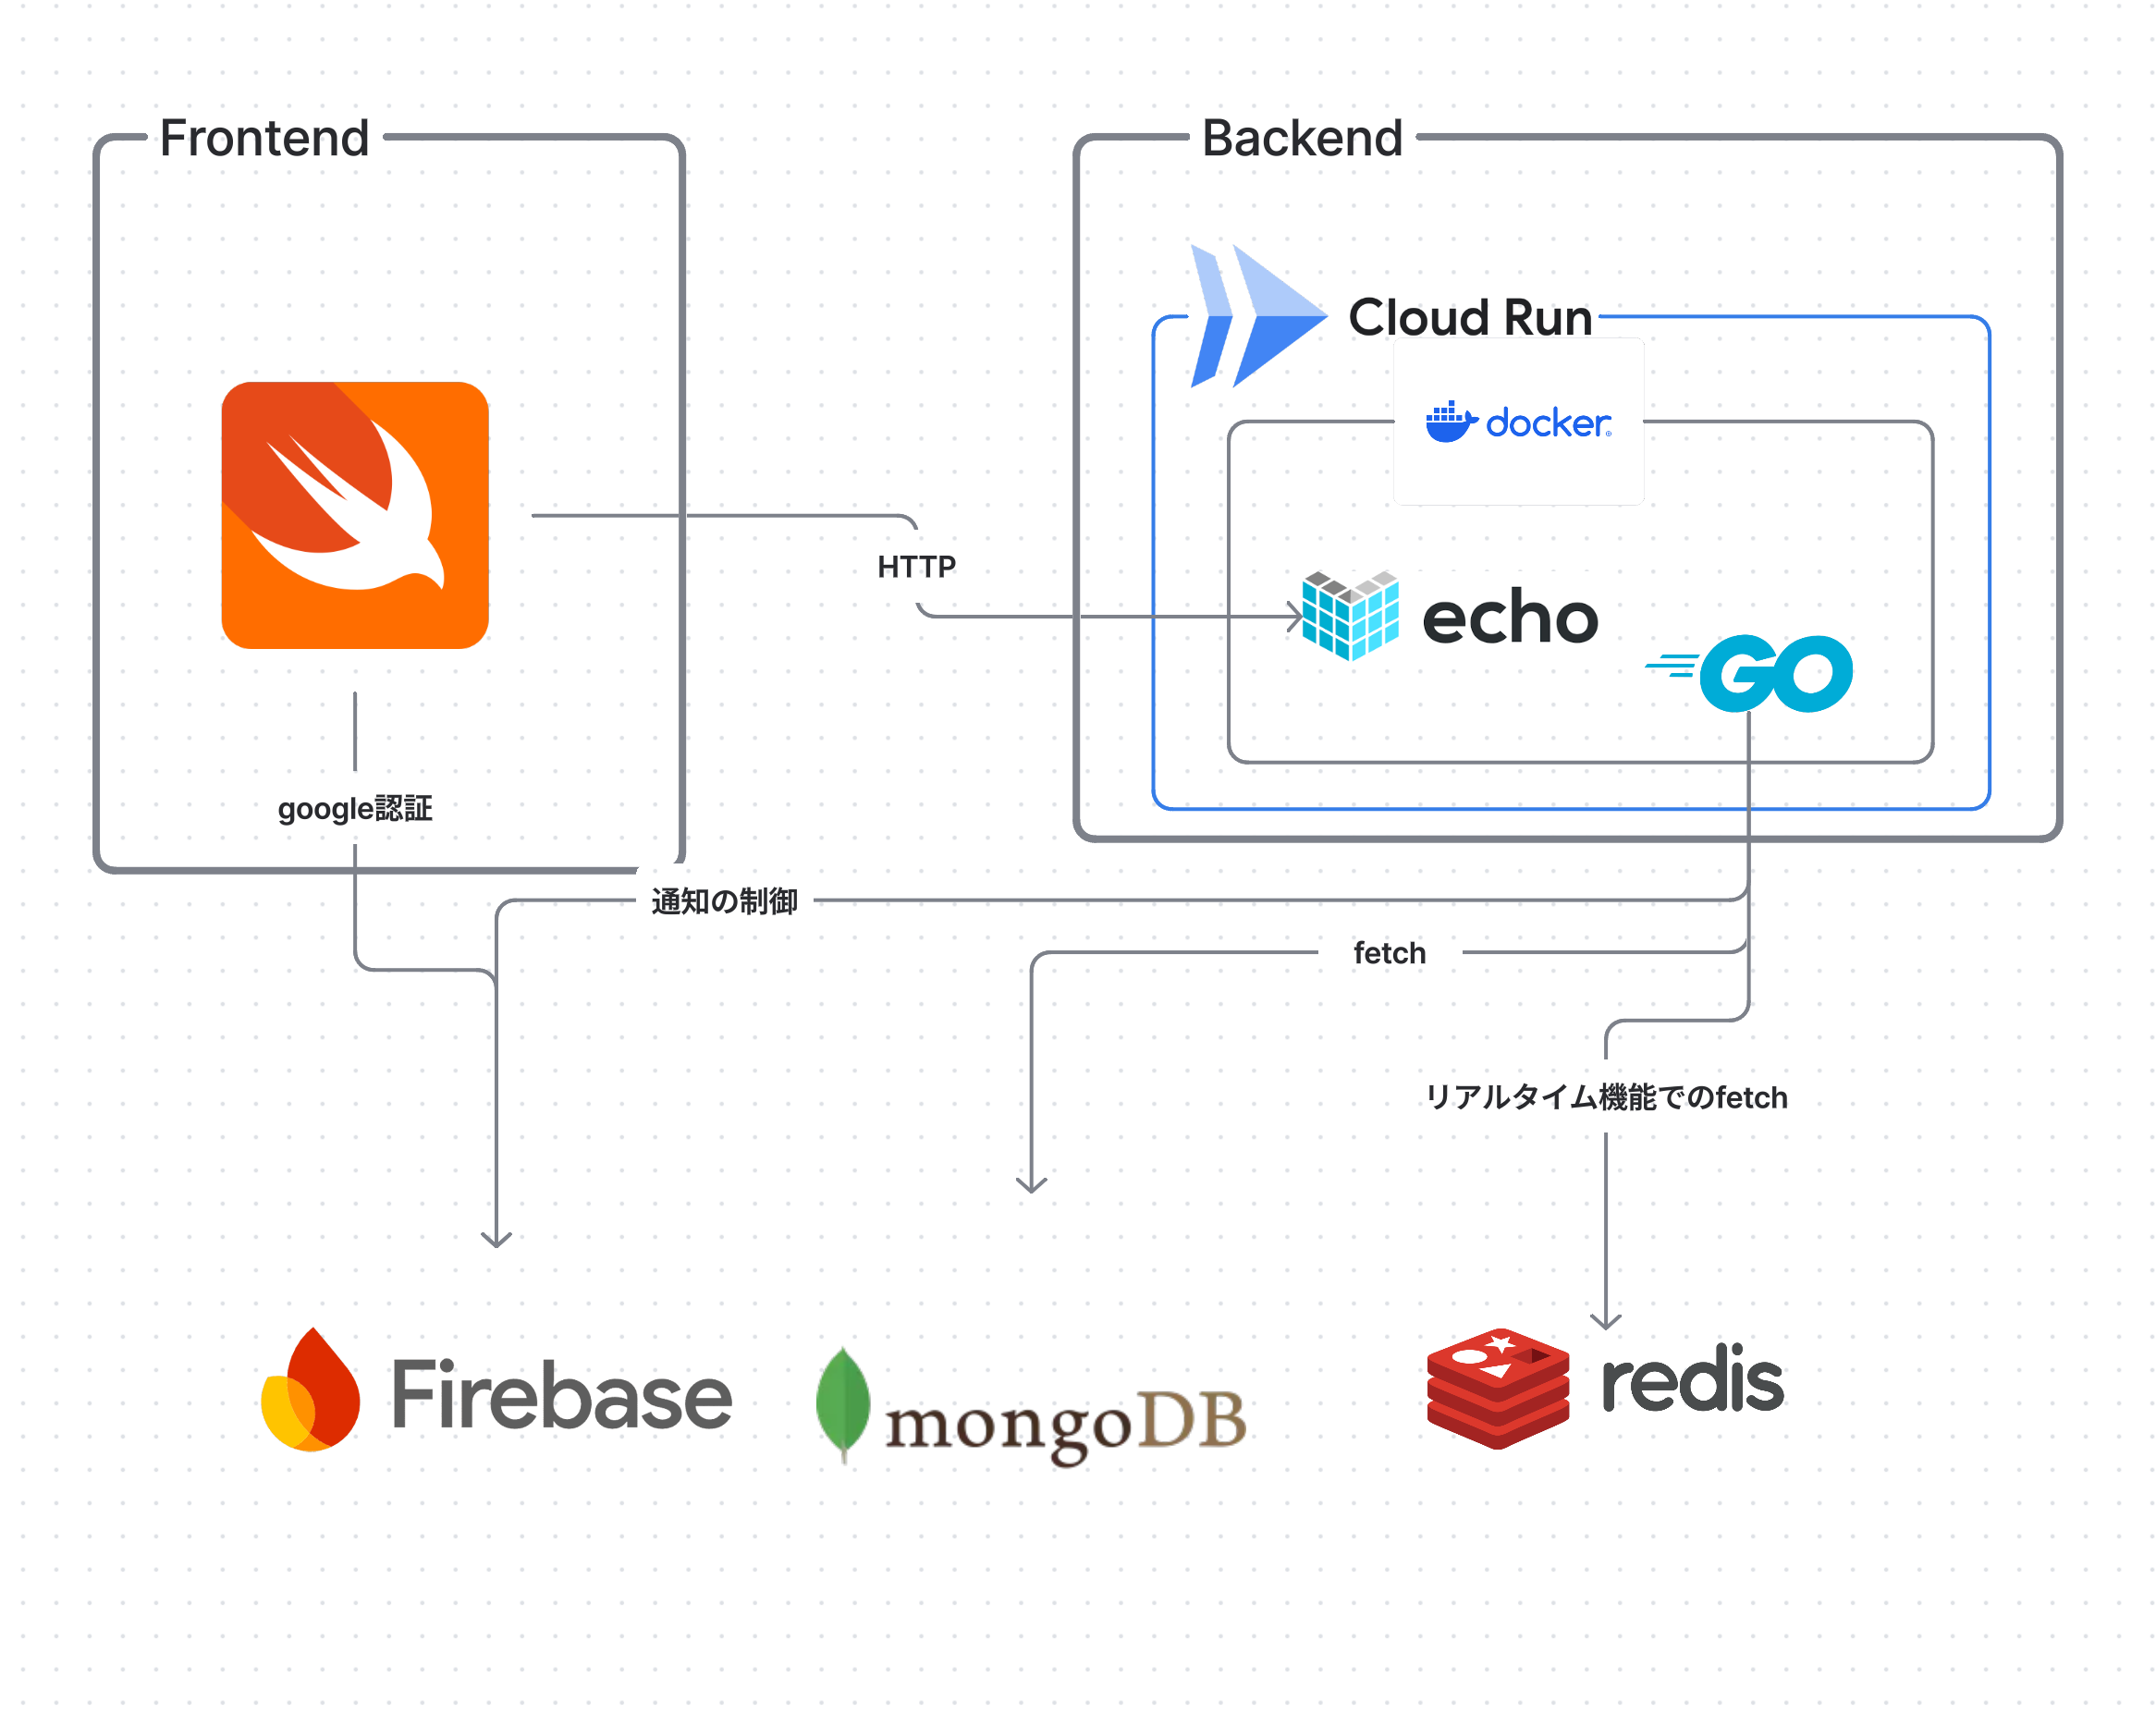 Frontend
Backend
Cloud Run
docker
HTTP
echo
GO
google認証
通知の制御
fetch
リアルタイム機能でのfetch
Firebase
mongoDB
redis